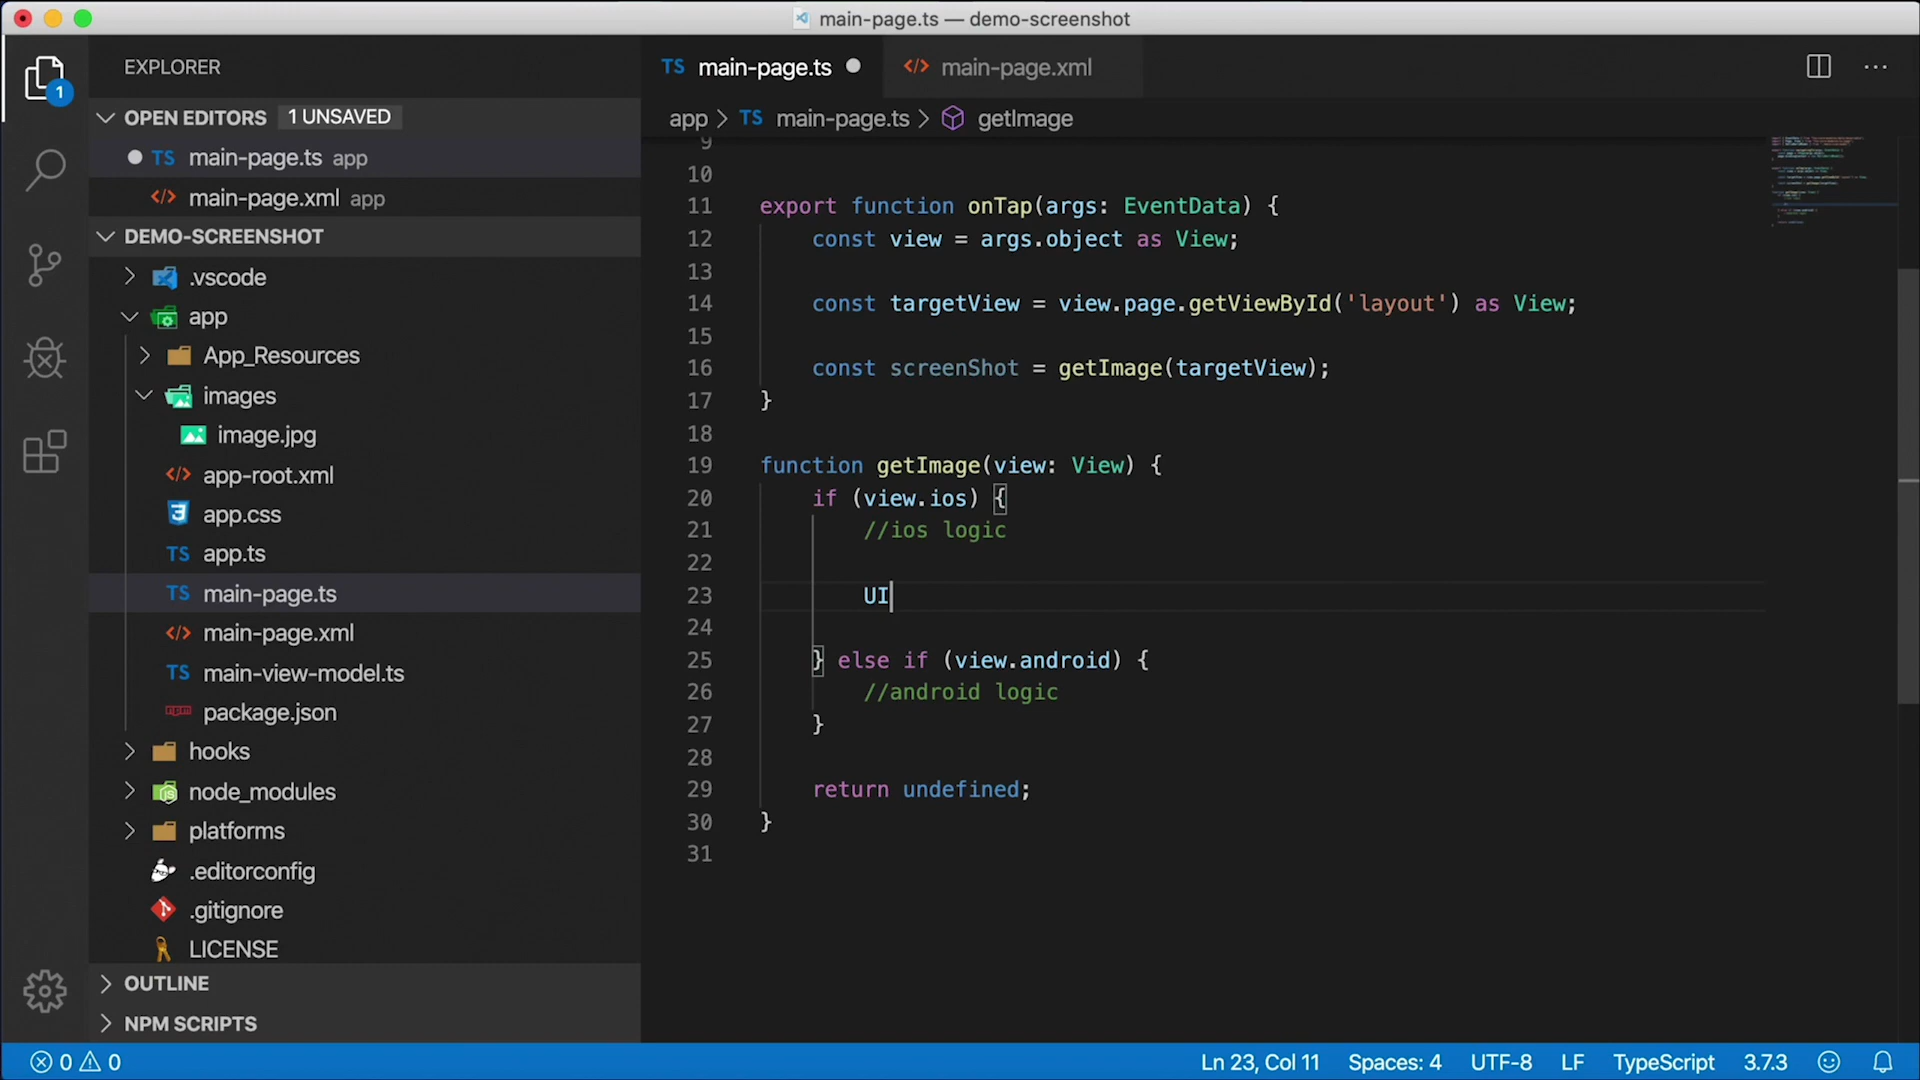 main-page.ts — demo-screenshot
EXPLORER
OPEN EDITORS 1 UNSAVED
TS main-page.ts app
main-page.xml app
DEMO-SCREENSHOT
.vscode
app
App_Resources
images
image.jpg
app-root.xml
app.css
TS app.ts
TS main-page.ts
main-page.xml
TS main-view-model.ts
package.json
hooks
node_modules
platforms
.editorconfig
.gitignore
LICENSE
OUTLINE
NPM SCRIPTS
1
TS main-page.ts
main-page.xml
app > TS main-page.ts > getImage
9
10
11 export function onTap(args: EventData) {
12 const view = args.object as View;
13
14 const targetView = view.page.getViewById('layout') as View;
15
16 const screenShot = getImage(targetView);
17 }
18
19 function getImage(view: View) {
20 if (view.ios) {
21 //ios logic
22
23 UI
24
25 } else if (view.android) {
26 //android logic
27 }
28
29 return undefined;
30 }
31
0 0
Ln 23, Col 11 Spaces: 4 UTF-8 LF TypeScript 3.7.3